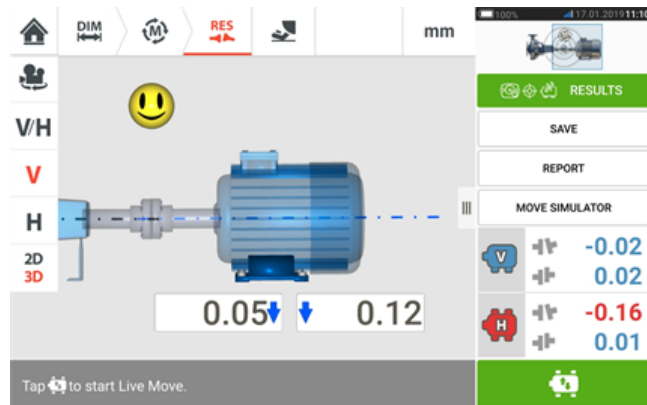 DIM
M
RES
mm
100%
17.01.2019 11:10
RESULTS
V/H
SAVE
V
REPORT
H
MOVE SIMULATOR
2D
3D
V
-0.02
0.02
0.05
0.12
H
-0.16
0.01
Tap to start Live Move.